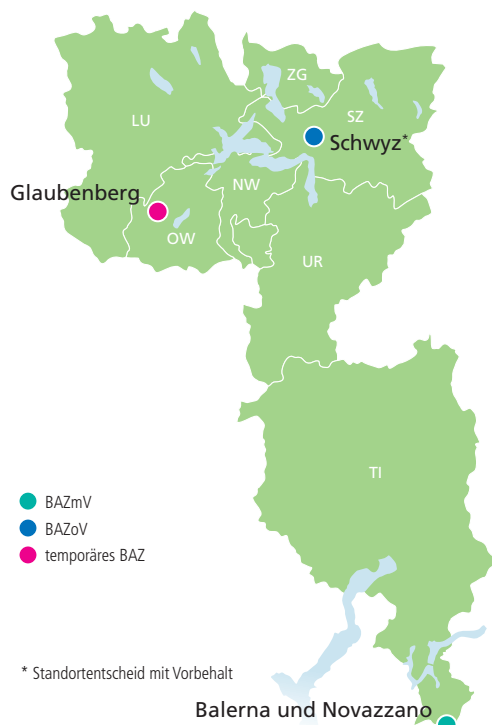 ZG
LU
SZ
Schwyz*
NW
Glaubenberg
OW
UR
TI
BAZmV
BAZoV
temporäres BAZ
* Standortentscheid mit Vorbehalt
Balerna und Novazzano